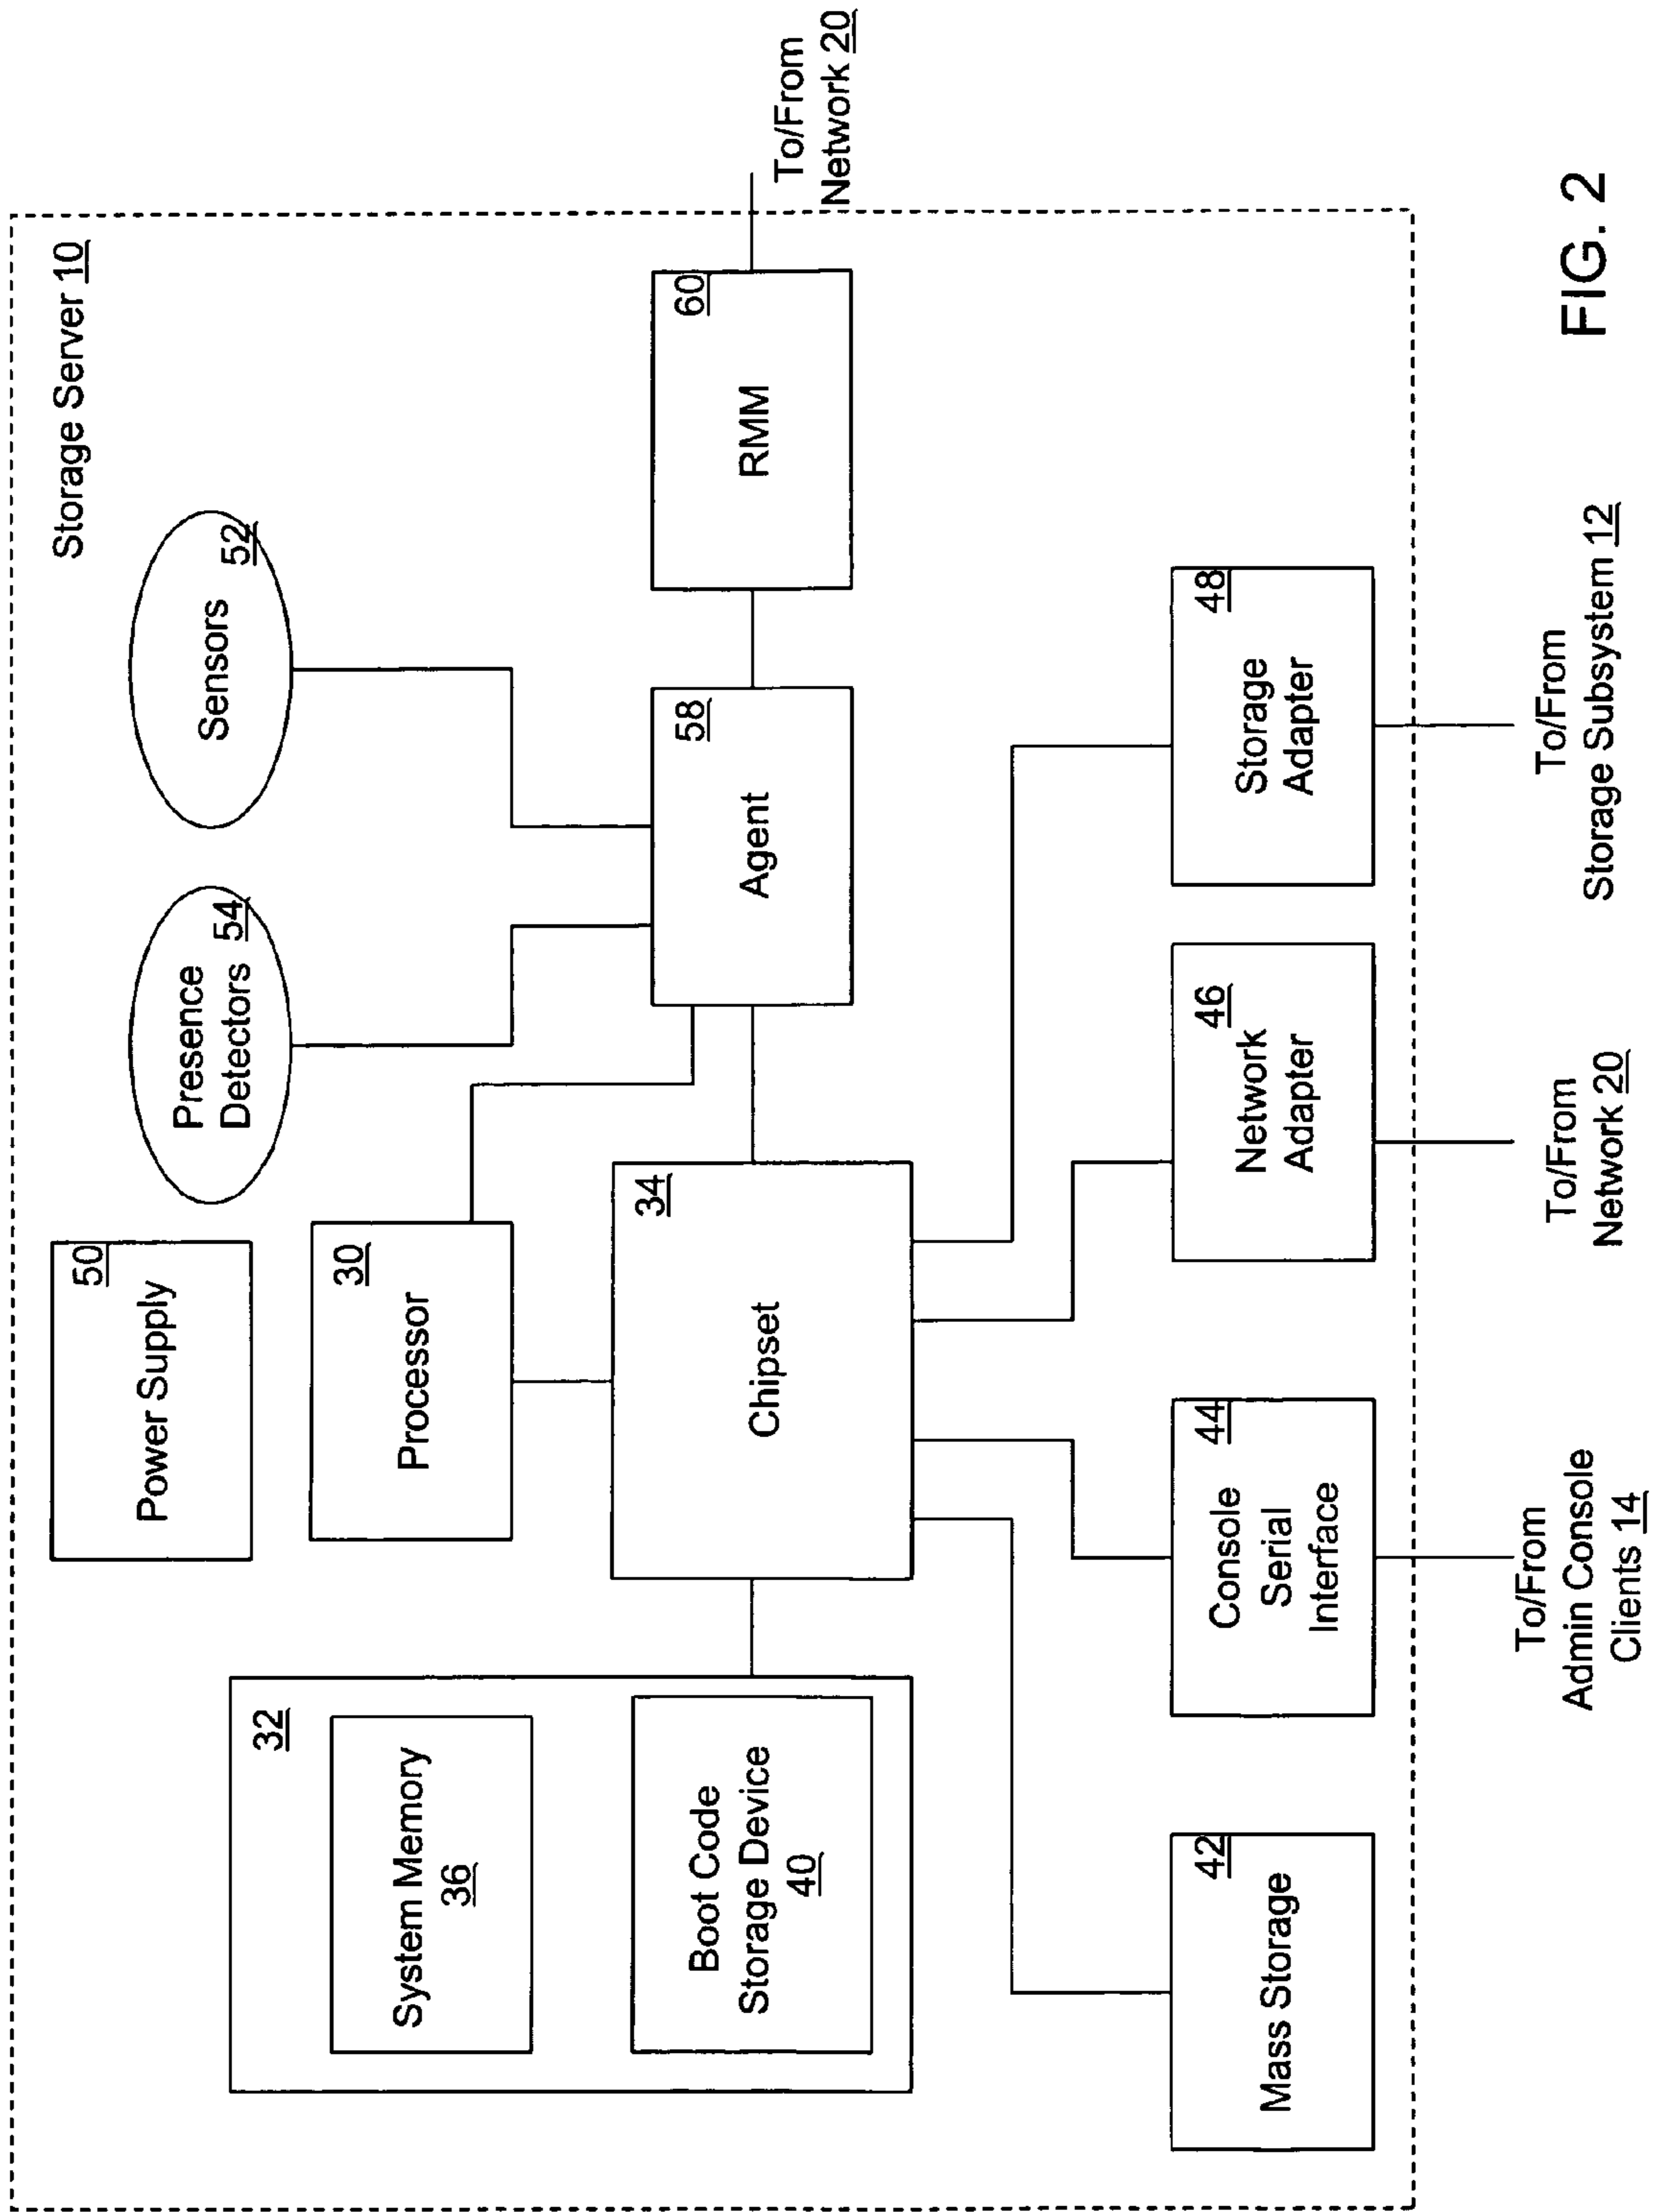 Storage Server 10
Power Supply
50
Presence
Detectors 54
Sensors
52
32
System Memory
36
Boot Code
Storage Device
40
Processor
30
Chipset
34
Agent
58
RMM
60
To/From
Network 20
Mass Storage
42
Console
Serial
Interface
44
Network
Adapter
46
Storage
Adapter
48
To/From
Admin Console
Clients 14
To/From
Network 20
To/From
Storage Subsystem 12
FIG. 2